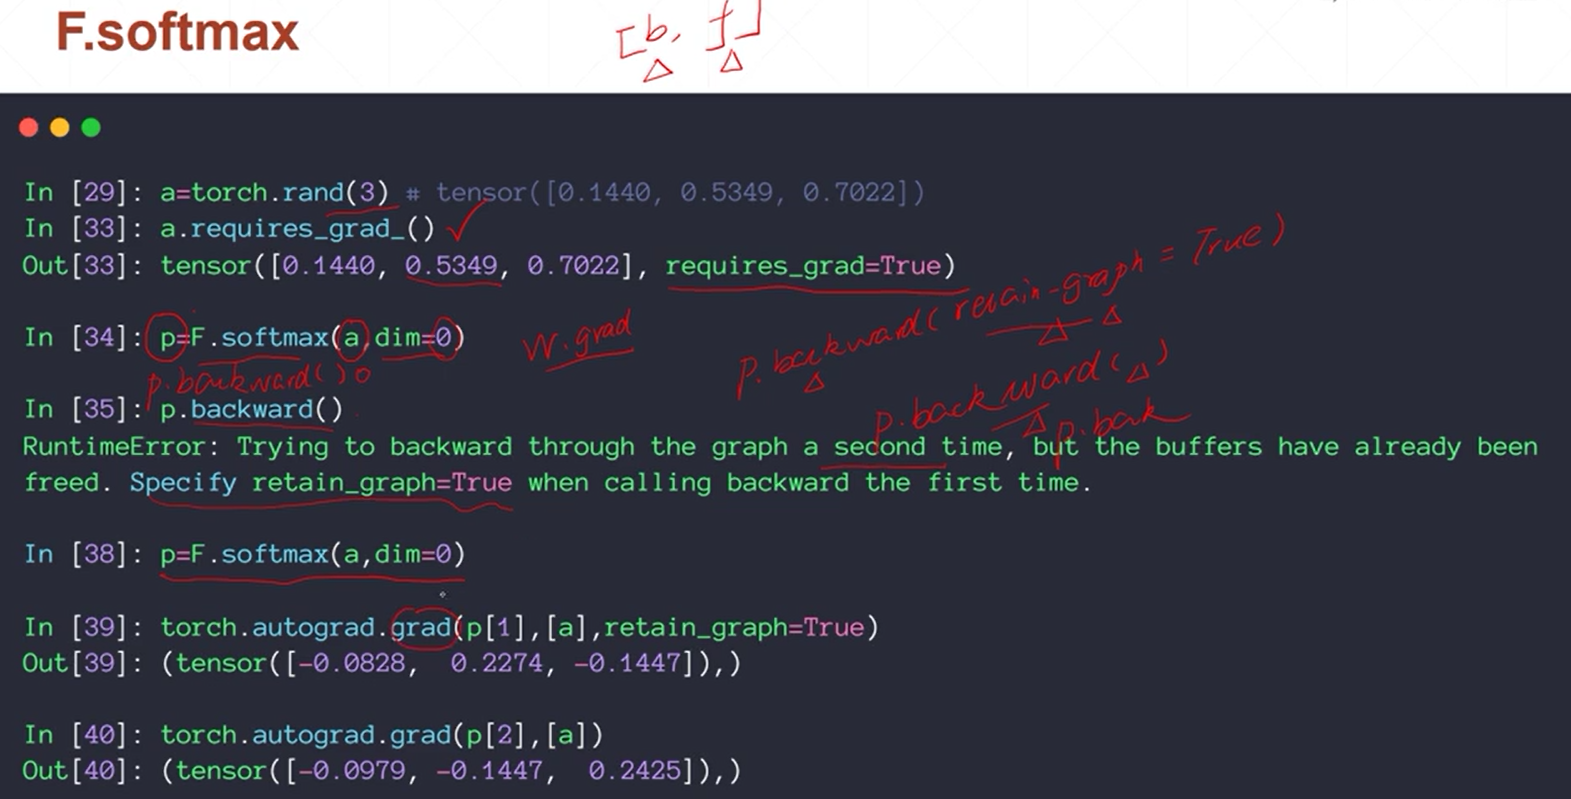 F.softmax
[b, f]
In [29]: a=torch.rand(3) # tensor([0.1440, 0.5349, 0.7022])
In [33]: a.requires_grad_()
Out[33]: tensor([0.1440, 0.5349, 0.7022], requires_grad=True)
In [34]: p=F.softmax(a,dim=0)
W.grad
p.backward(retain-graph = True)
p.backward()
In [35]: p.backward()
p.backward( )
p.back
RuntimeError: Trying to backward through the graph a second time, but the buffers have already been
freed. Specify retain_graph=True when calling backward the first time.
In [38]: p=F.softmax(a,dim=0)
In [39]: torch.autograd.grad(p[1],[a],retain_graph=True)
Out[39]: (tensor([-0.0828,  0.2274, -0.1447]),)
In [40]: torch.autograd.grad(p[2],[a])
Out[40]: (tensor([-0.0979, -0.1447,  0.2425]),)